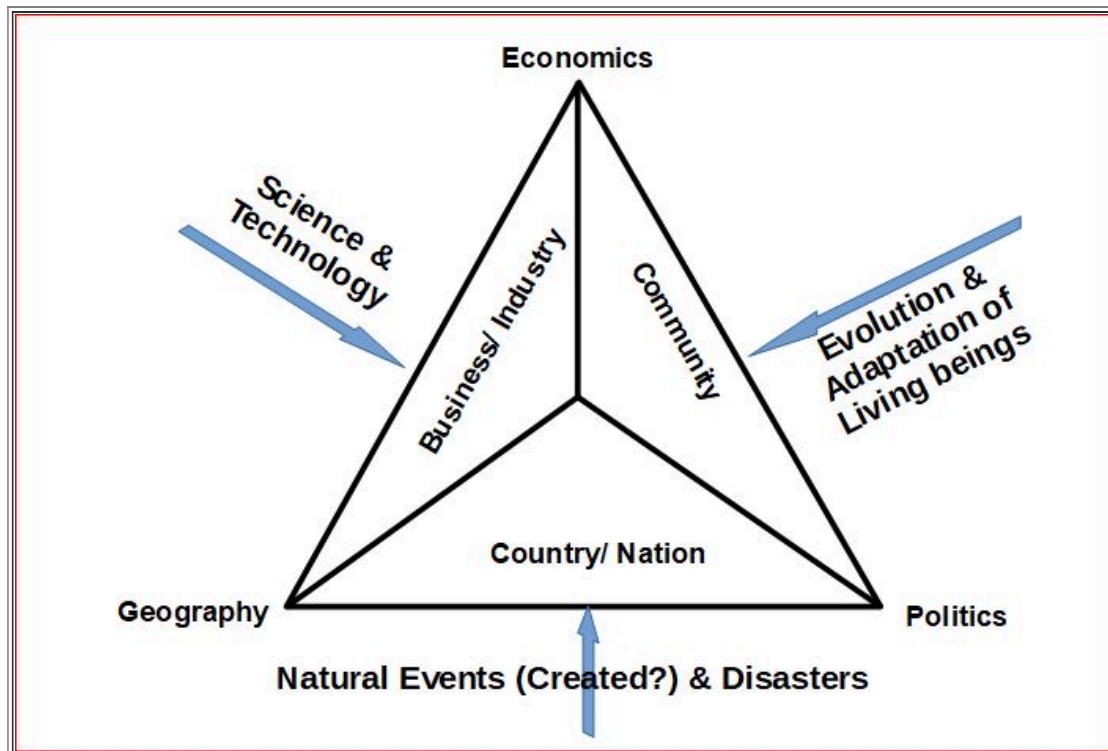 Economics
Science &
Technology
Business/ Industry
Community
Evolution &
Adaptation of
Living beings
Country/ Nation
Geography
Politics
Natural Events (Created?) & Disasters